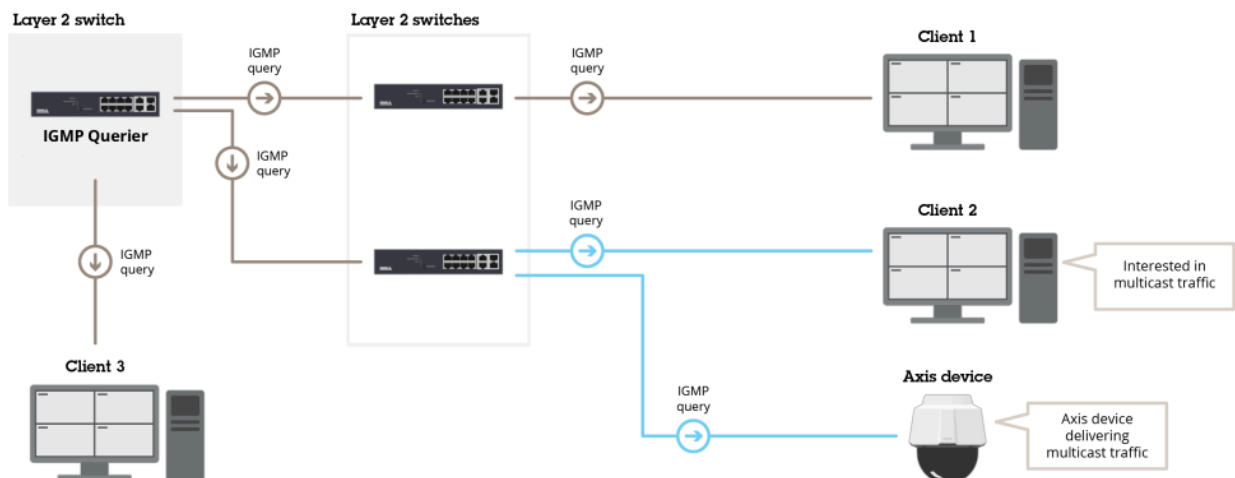 Layer 2 switch
Layer 2 switches
IGMP
query
IGMP
query
Client 1
IGMP Querier
IGMP
query
IGMP
query
Client 2
IGMP
query
Interested in
multicast traffic
Client 3
IGMP
query
Axis device
Axis device
delivering
multicast traffic